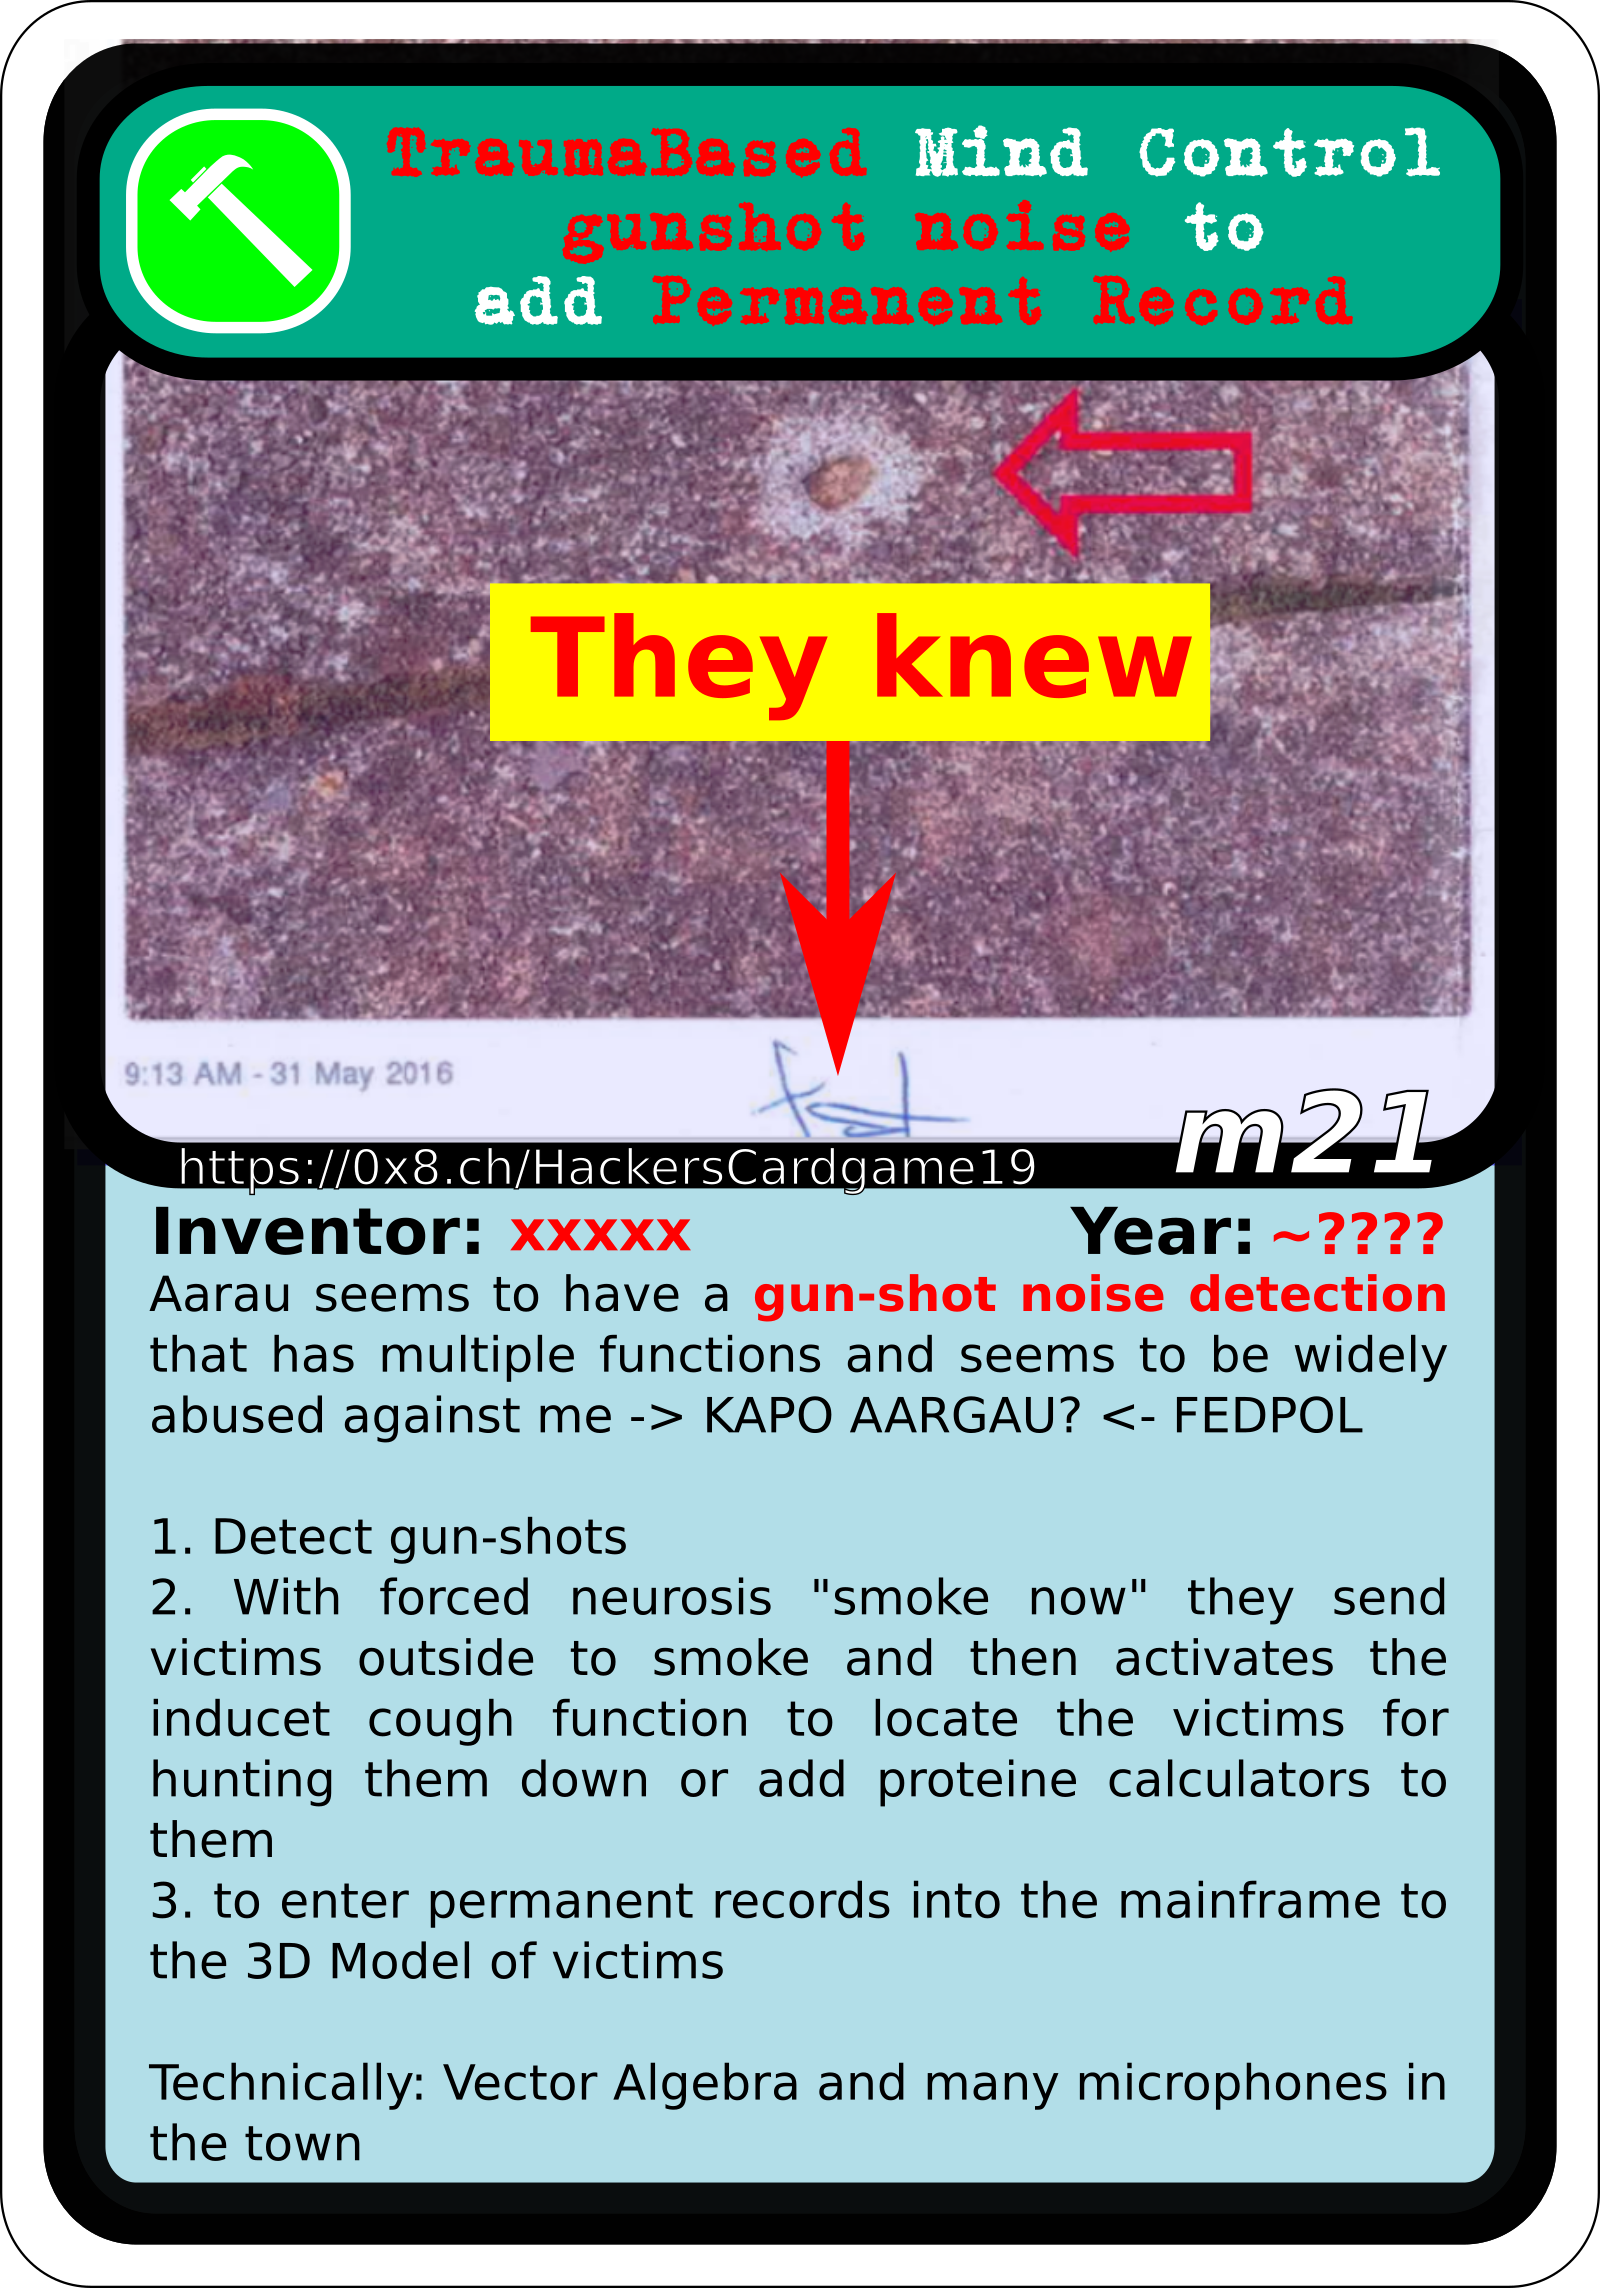 TraumaBased Mind Control
gunshot noise to
add Permanent Record
They knew
9:13 AM - 31 May 2016
m21
https://0x8.ch/HackersCardgame19
Inventor: xxxxx Year: ~????
Aarau seems to have a gun-shot noise detection
that has multiple functions and seems to be widely
abused against me -> KAPO AARGAU? <- FEDPOL
1. Detect gun-shots
2. With forced neurosis "smoke now" they send
victims outside to smoke and then activates the
inducet cough function to locate the victims for
hunting them down or add proteine calculators to
them
3. to enter permanent records into the mainframe to
the 3D Model of victims
Technically: Vector Algebra and many microphones in
the town